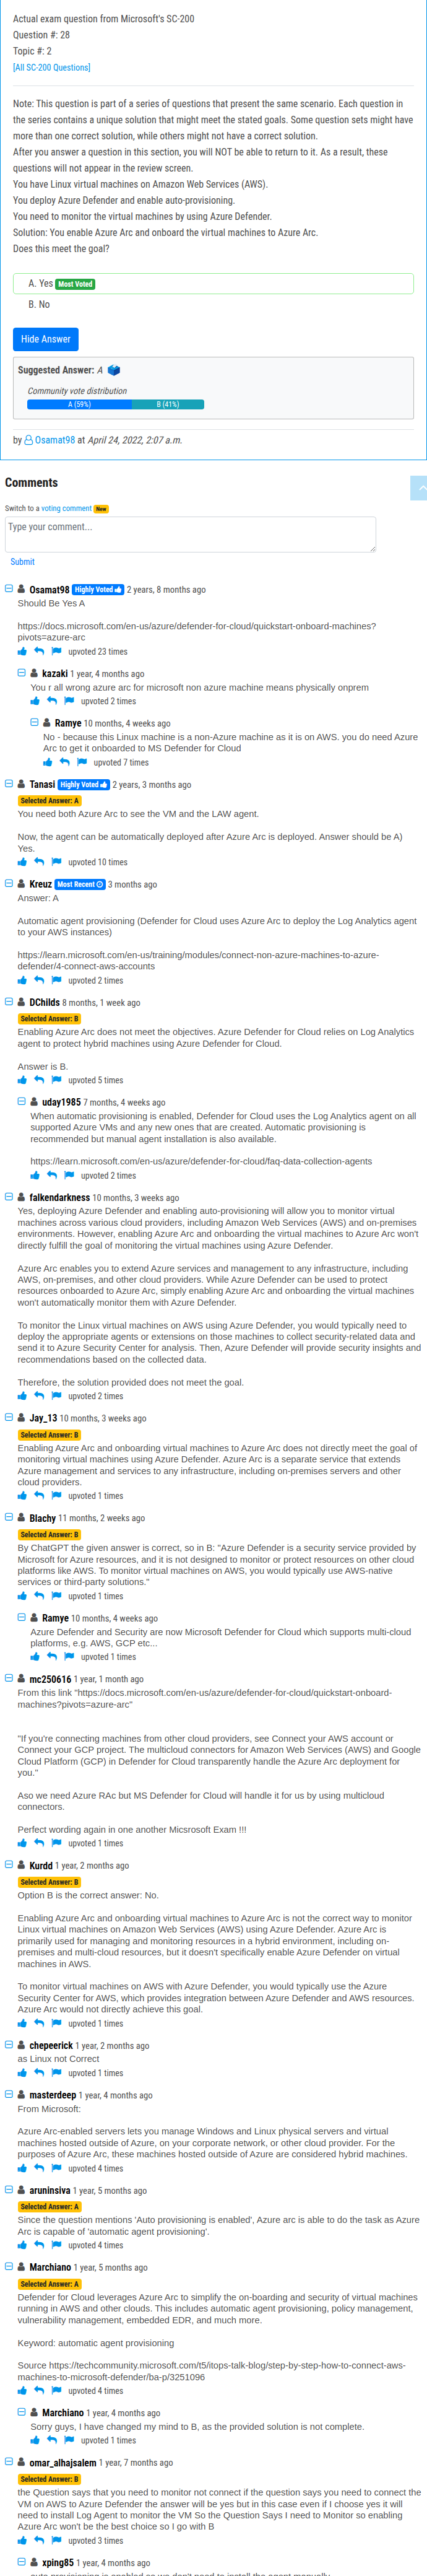 Actual exam question from Microsoft's SC-200
Question #: 28
Topic #: 2
[All SC-200 Questions]
Note: This question is part of a series of questions that present the same scenario. Each question in
the series contains a unique solution that might meet the stated goals. Some question sets might have
more than one correct solution, while others might not have a correct solution.
After you answer a question in this section, you will NOT be able to return to it. As a result, these
questions will not appear in the review screen.
You have Linux virtual machines on Amazon Web Services (AWS).
You deploy Azure Defender and enable auto-provisioning.
You need to monitor the virtual machines by using Azure Defender.
Solution: You enable Azure Arc and onboard the virtual machines to Azure Arc.
Does this meet the goal?
A. Yes Most Voted
B. No
Hide Answer
Suggested Answer: A
Community vote distribution
A (59%) B (41%)
by Osamat98 at April 24, 2022, 2:07 a.m.
Comments
Switch to a voting comment New
Type your comment...
Submit
Osamat98 Highly Voted 2 years, 8 months ago
Should Be Yes A
https://docs.microsoft.com/en-us/azure/defender-for-cloud/quickstart-onboard-machines?
pivots=azure-arc
upvoted 23 times
kazaki 1 year, 4 months ago
You r all wrong azure arc for microsoft non azure machine means physically onprem
upvoted 2 times
Ramye 10 months, 4 weeks ago
No - because this Linux machine is a non-Azure machine as it is on AWS. you do need Azure
Arc to get it onboarded to MS Defender for Cloud
upvoted 7 times
Tanasi Highly Voted 2 years, 3 months ago
Selected Answer: A
You need both Azure Arc to see the VM and the LAW agent.
Now, the agent can be automatically deployed after Azure Arc is deployed. Answer should be A)
Yes.
upvoted 10 times
Kreuz Most Recent 3 months ago
Answer: A
Automatic agent provisioning (Defender for Cloud uses Azure Arc to deploy the Log Analytics agent
to your AWS instances)
https://learn.microsoft.com/en-us/training/modules/connect-non-azure-machines-to-azure-
defender/4-connect-aws-accounts
upvoted 2 times
DChilds 8 months, 1 week ago
Selected Answer: B
Enabling Azure Arc does not meet the objectives. Azure Defender for Cloud relies on Log Analytics
agent to protect hybrid machines using Azure Defender for Cloud.
Answer is B.
upvoted 5 times
uday1985 7 months, 4 weeks ago
When automatic provisioning is enabled, Defender for Cloud uses the Log Analytics agent on all
supported Azure VMs and any new ones that are created. Automatic provisioning is
recommended but manual agent installation is also available.
https://learn.microsoft.com/en-us/azure/defender-for-cloud/faq-data-collection-agents
upvoted 2 times
falkendarkness 10 months, 3 weeks ago
Yes, deploying Azure Defender and enabling auto-provisioning will allow you to monitor virtual
machines across various cloud providers, including Amazon Web Services (AWS) and on-premises
environments. However, enabling Azure Arc and onboarding the virtual machines to Azure Arc won't
directly fulfill the goal of monitoring the virtual machines using Azure Defender.
Azure Arc enables you to extend Azure services and management to any infrastructure, including
AWS, on-premises, and other cloud providers. While Azure Defender can be used to protect
resources onboarded to Azure Arc, simply enabling Azure Arc and onboarding the virtual machines
won't automatically monitor them with Azure Defender.
To monitor the Linux virtual machines on AWS using Azure Defender, you would typically need to
deploy the appropriate agents or extensions on those machines to collect security-related data and
send it to Azure Security Center for analysis. Then, Azure Defender will provide security insights and
recommendations based on the collected data.
Therefore, the solution provided does not meet the goal.
upvoted 2 times
Jay_13 10 months, 3 weeks ago
Selected Answer: B
Enabling Azure Arc and onboarding virtual machines to Azure Arc does not directly meet the goal of
monitoring virtual machines using Azure Defender. Azure Arc is a separate service that extends
Azure management and services to any infrastructure, including on-premises servers and other
cloud providers.
upvoted 1 times
Blachy 11 months, 2 weeks ago
Selected Answer: B
By ChatGPT the given answer is correct, so in B: "Azure Defender is a security service provided by
Microsoft for Azure resources, and it is not designed to monitor or protect resources on other cloud
platforms like AWS. To monitor virtual machines on AWS, you would typically use AWS-native
services or third-party solutions."
upvoted 1 times
Ramye 10 months, 4 weeks ago
Azure Defender and Security are now Microsoft Defender for Cloud which supports multi-cloud
platforms, e.g. AWS, GCP etc...
upvoted 1 times
mc250616 1 year, 1 month ago
From this link "https://docs.microsoft.com/en-us/azure/defender-for-cloud/quickstart-onboard-
machines?pivots=azure-arc"
"If you're connecting machines from other cloud providers, see Connect your AWS account or
Connect your GCP project. The multicloud connectors for Amazon Web Services (AWS) and Google
Cloud Platform (GCP) in Defender for Cloud transparently handle the Azure Arc deployment for
you."
Aso we need Azure RAc but MS Defender for Cloud will handle it for us by using multicloud
connectors.
Perfect wording again in one another Micsrosoft Exam !!!
upvoted 1 times
Kurdd 1 year, 2 months ago
Selected Answer: B
Option B is the correct answer: No.
Enabling Azure Arc and onboarding virtual machines to Azure Arc is not the correct way to monitor
Linux virtual machines on Amazon Web Services (AWS) using Azure Defender. Azure Arc is
primarily used for managing and monitoring resources in a hybrid environment, including on-
premises and multi-cloud resources, but it doesn't specifically enable Azure Defender on virtual
machines in AWS.
To monitor virtual machines on AWS with Azure Defender, you would typically use the Azure
Security Center for AWS, which provides integration between Azure Defender and AWS resources.
Azure Arc would not directly achieve this goal.
upvoted 1 times
chepeerick 1 year, 2 months ago
as Linux not Correct
upvoted 1 times
masterdeep 1 year, 4 months ago
From Microsoft:
Azure Arc-enabled servers lets you manage Windows and Linux physical servers and virtual
machines hosted outside of Azure, on your corporate network, or other cloud provider. For the
purposes of Azure Arc, these machines hosted outside of Azure are considered hybrid machines.
upvoted 4 times
aruninsiva 1 year, 5 months ago
Selected Answer: A
Since the question mentions 'Auto provisioning is enabled', Azure arc is able to do the task as Azure
Arc is capable of 'automatic agent provisioning'.
upvoted 4 times
Marchiano 1 year, 5 months ago
Selected Answer: A
Defender for Cloud leverages Azure Arc to simplify the on-boarding and security of virtual machines
running in AWS and other clouds. This includes automatic agent provisioning, policy management,
vulnerability management, embedded EDR, and much more.
Keyword: automatic agent provisioning
Source https://techcommunity.microsoft.com/t5/itops-talk-blog/step-by-step-how-to-connect-aws-
machines-to-microsoft-defender/ba-p/3251096
upvoted 4 times
Marchiano 1 year, 4 months ago
Sorry guys, I have changed my mind to B, as the provided solution is not complete.
upvoted 1 times
omar_alhajsalem 1 year, 7 months ago
Selected Answer: B
the Question says that you need to monitor not connect if the question says you need to connect the
VM on AWS to Azure Defender the answer will be yes but in this case even if I choose yes it will
need to install Log Agent to monitor the VM So the Question Says I need to Monitor so enabling
Azure Arc won't be the best choice so I go with B
upvoted 3 times
xping85 1 year, 4 months ago